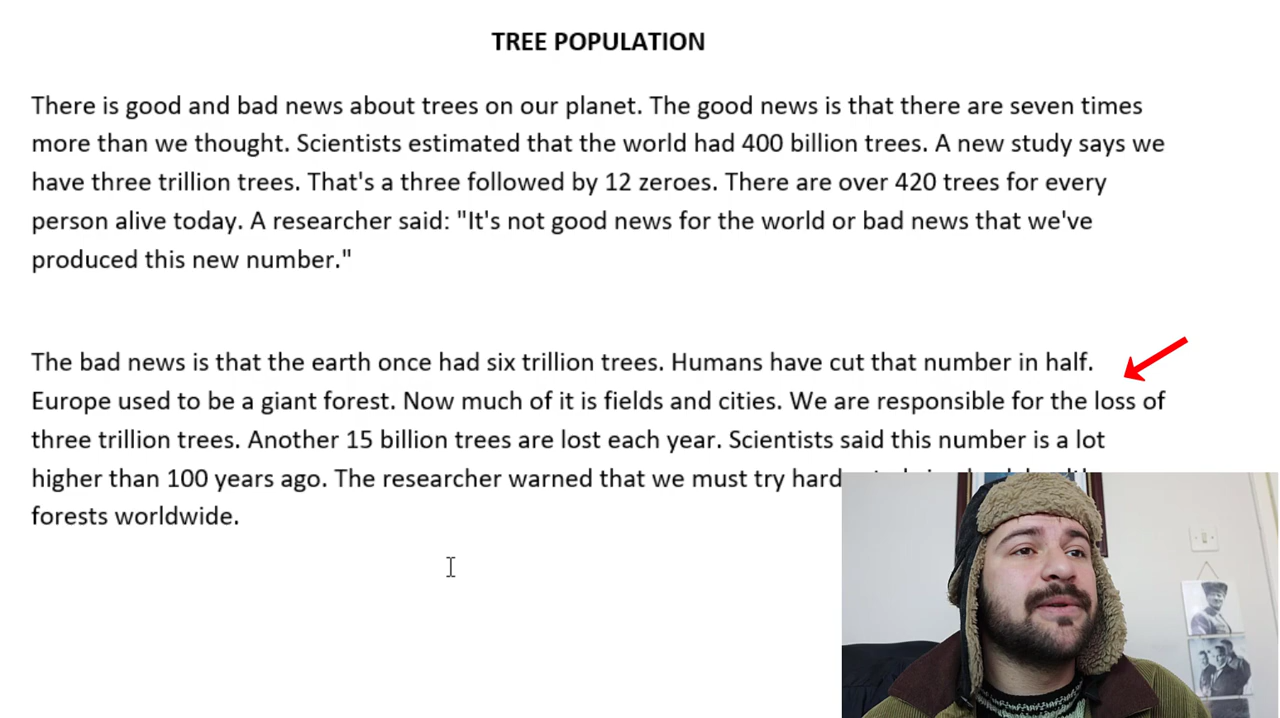 TREE POPULATION
There is good and bad news about trees on our planet. The good news is that there are seven times
more than we thought. Scientists estimated that the world had 400 billion trees. A new study says we
have three trillion trees. That's a three followed by 12 zeroes. There are over 420 trees for every
person alive today. A researcher said: "It's not good news for the world or bad news that we've
produced this new number."
The bad news is that the earth once had six trillion trees. Humans have cut that number in half.
Europe used to be a giant forest. Now much of it is fields and cities. We are responsible for the loss of
three trillion trees. Another 15 billion trees are lost each year. Scientists said this number is a lot
higher than 100 years ago. The researcher warned that we must try hard
forests worldwide.